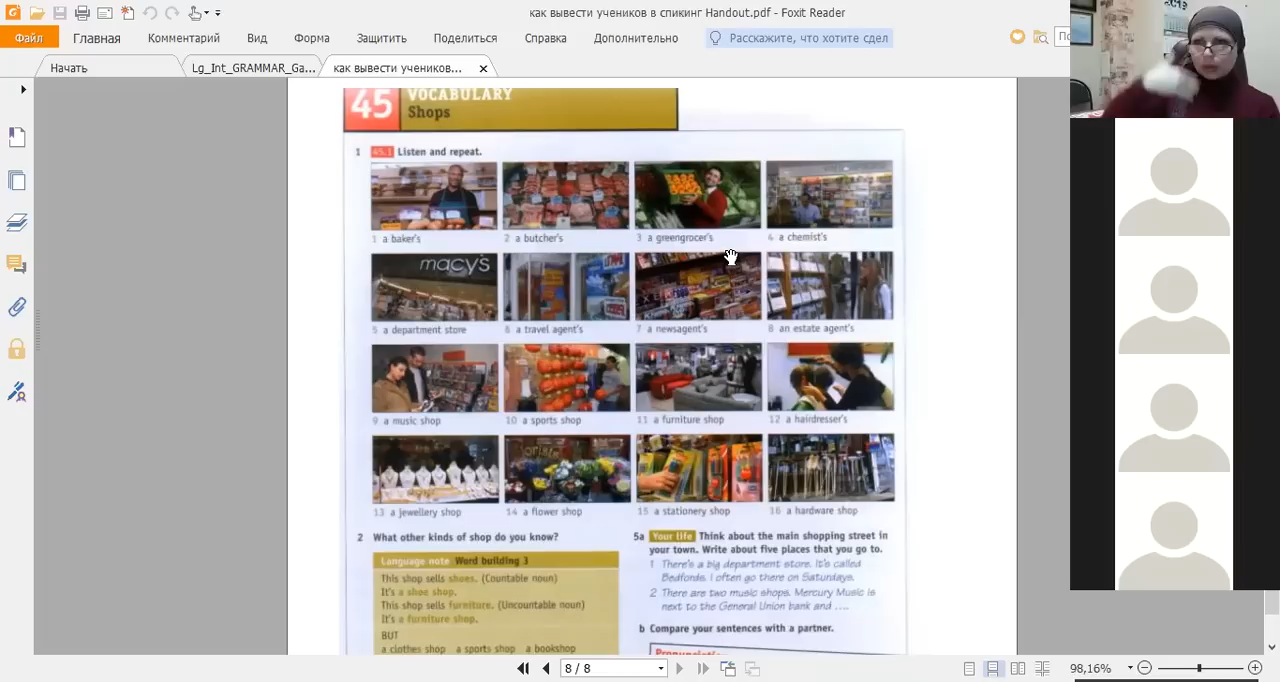 как вывести учеников в спикинг Handout.pdf - Foxit Reader
Файл Главная Комментарий Вид Форма Защитить Поделиться Справка Дополнительно Расскажите, что хотите сдел
Начать Lg_Int_GRAMMAR_Ga... как вывести учеников...
45 VOCABULARY
Shops
1 45.1 Listen and repeat.
1 a baker's 2 a butcher's 3 a greengrocer's 4 a chemist's
macy's
5 a department store 6 a travel agent's 7 a newsagent's 8 an estate agent's
9 a music shop 10 a sports shop 11 a furniture shop 12 a hairdresser's
13 a jewellery shop 14 a flower shop 15 a stationery shop 16 a hardware shop
2 What other kinds of shop do you know?
Language note Word building 3
This shop sells shoes. (Countable noun)
It's a shoe shop.
This shop sells furniture. (Uncountable noun)
It's a furniture shop.
BUT
a clothes shop a sports shop a bookshop
5a Your life Think about the main shopping street in
your town. Write about five places that you go to.
1 There's a big department store. It's called
Bedfords. I often go there on Saturdays.
2 There are two music shops. Mercury Music is
next to the General Union bank and ....
b Compare your sentences with a partner.
Pronunciation
8 / 8 98,16%